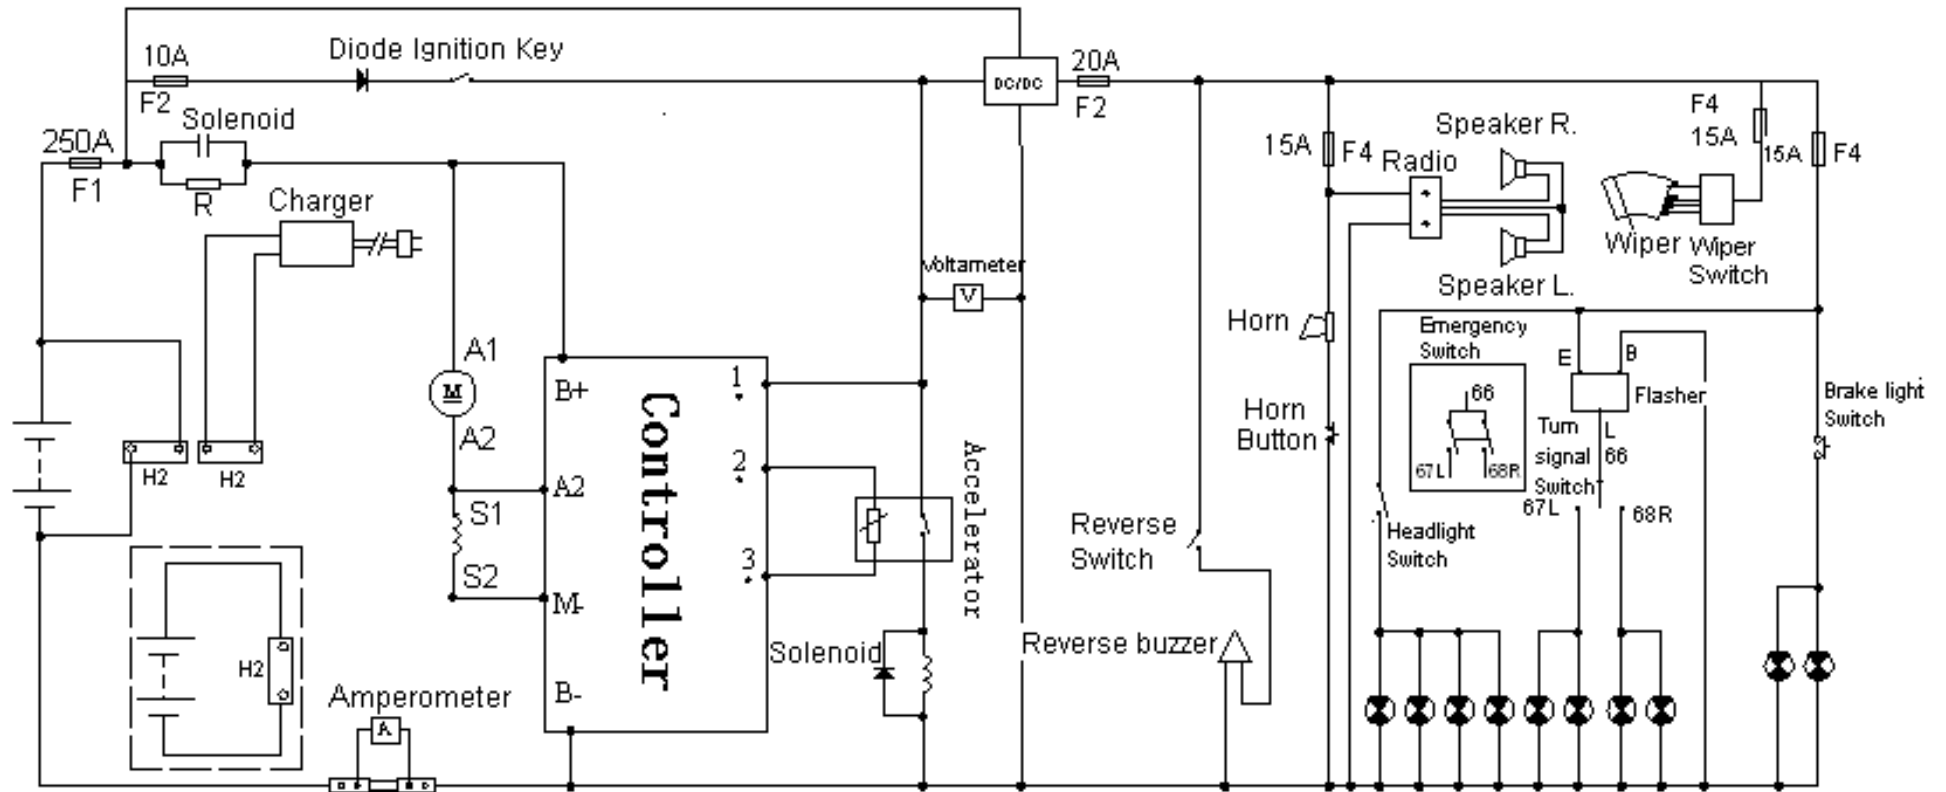 10A
Diode Ignition Key
F2
Solenoid
250A
F1
R
Charger
DC/DC
20A
F2
15A
F4
Radio
Speaker R.
Speaker L.
F4
15A
15A
F4
Wiper
Wiper
Switch
Voltameter
V
A1
M
A2
S1
S2
B+
A2
M-
B-
Controller
1
2
3
Accelerator
Solenoid
H2
H2
H2
Amperometer
A
Horn
Horn
Button
Reverse
Switch
Reverse buzzer
Emergency
Switch
66
67L
68R
E
B
Flasher
L
66
Turn
signal
Switch
67L
68R
Headlight
Switch
Brake light
Switch